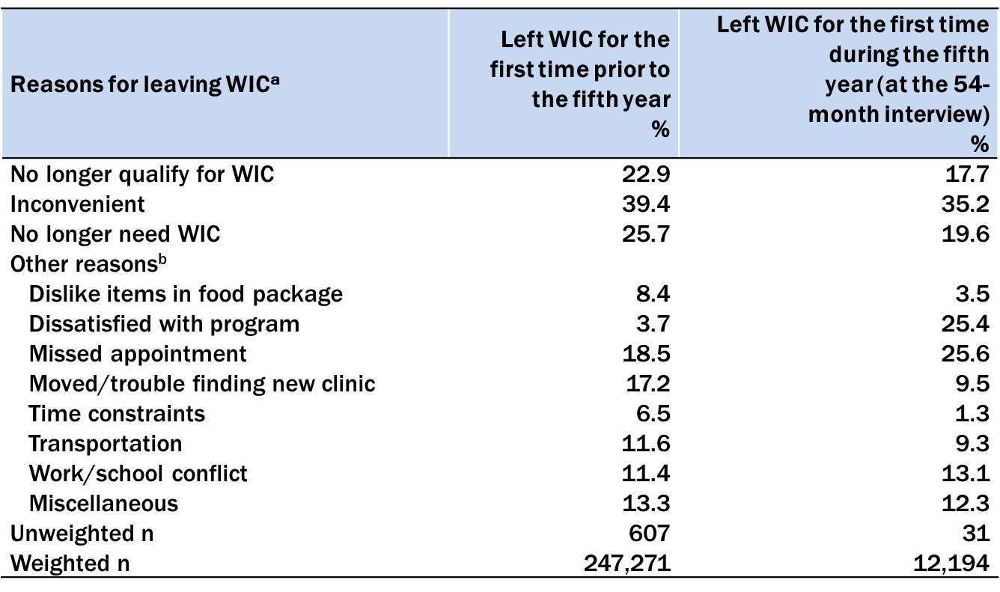 Reasons for leaving WICᵃ
Left WIC for the
first time prior to
the fifth year
%
Left WIC for the first time
during the fifth
year (at the 54-
month interview)
%
No longer qualify for WIC 22.9 17.7
Inconvenient 39.4 35.2
No longer need WIC 25.7 19.6
Other reasonsᵇ
Dislike items in food package 8.4 3.5
Dissatisfied with program 3.7 25.4
Missed appointment 18.5 25.6
Moved/trouble finding new clinic 17.2 9.5
Time constraints 6.5 1.3
Transportation 11.6 9.3
Work/school conflict 11.4 13.1
Miscellaneous 13.3 12.3
Unweighted n 607 31
Weighted n 247,271 12,194